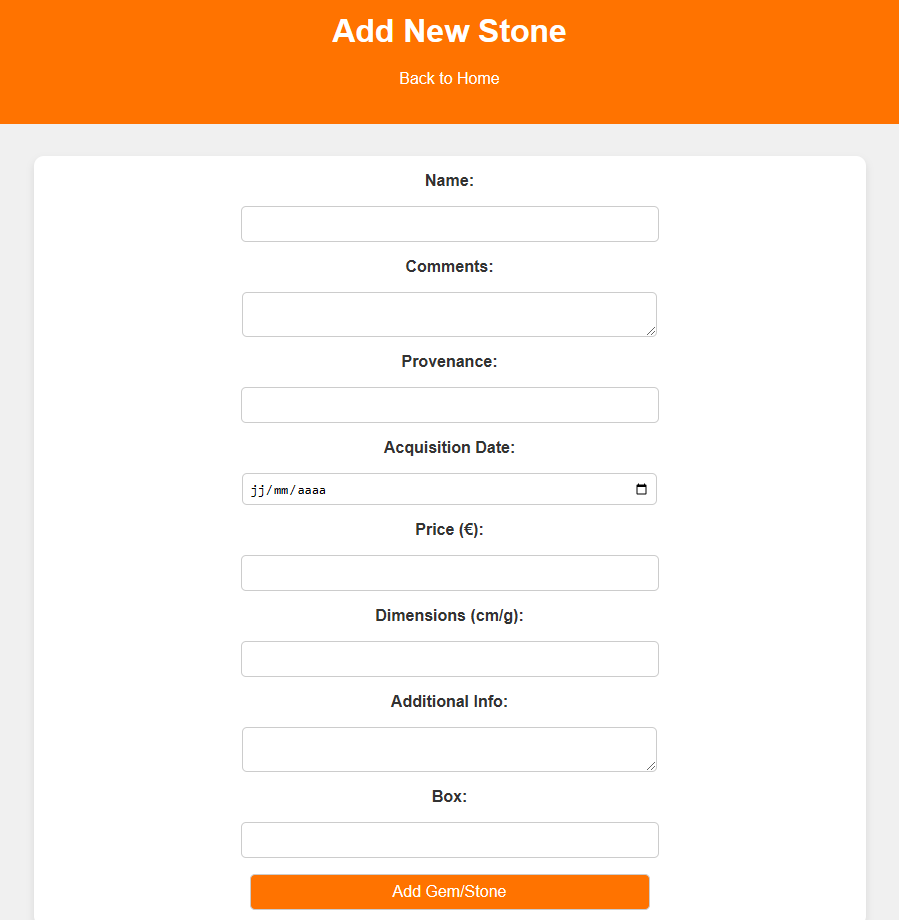 Add New Stone
Back to Home
Name:
Comments:
Provenance:
Acquisition Date:
jj/mm/aaaa
Price (€):
Dimensions (cm/g):
Additional Info:
Box:
Add Gem/Stone